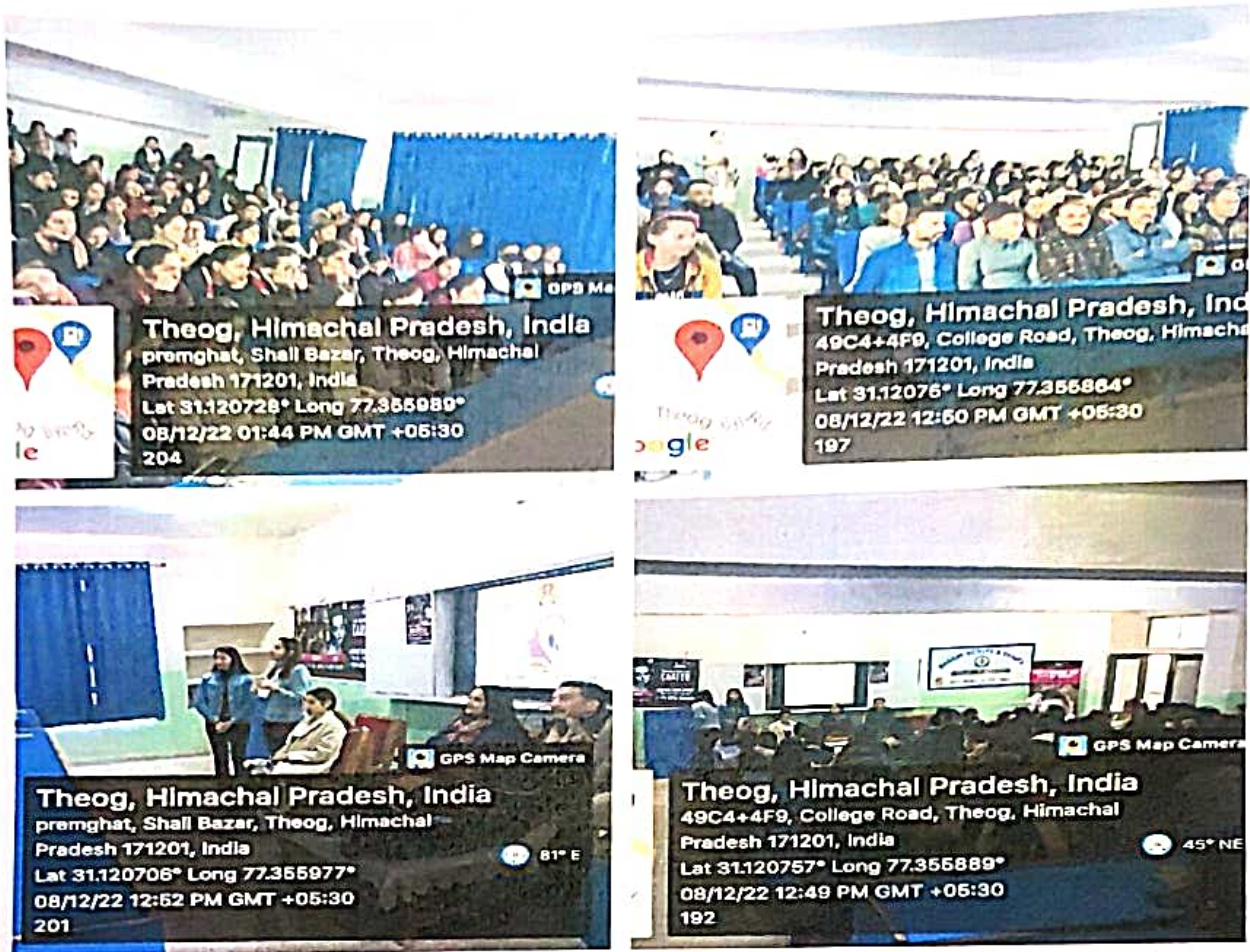 GPS Ma
Theog, Himachal Pradesh, India
premghat, Shali Bazar, Theog, Himachal
Pradesh 171201, India
Lat 31.120728° Long 77.355989°
08/12/22 01:44 PM GMT +05:30
204
le
Theog, Himachal Pradesh, Ind
49C4+4F9, College Road, Theog, Himacha
Pradesh 171201, India
Lat 31.12075° Long 77.355864°
08/12/22 12:50 PM GMT +05:30
197
Theog
ogle
GPS Map Camera
Theog, Himachal Pradesh, India
premghat, Shali Bazar, Theog, Himachal
Pradesh 171201, India
81° E
Lat 31.120706° Long 77.355977°
08/12/22 12:52 PM GMT +05:30
201
GPS Map Camera
Theog, Himachal Pradesh, India
49C4+4F9, College Road, Theog, Himachal
Pradesh 171201, India
45° NE
Lat 31.120757° Long 77.355889°
08/12/22 12:49 PM GMT +05:30
192